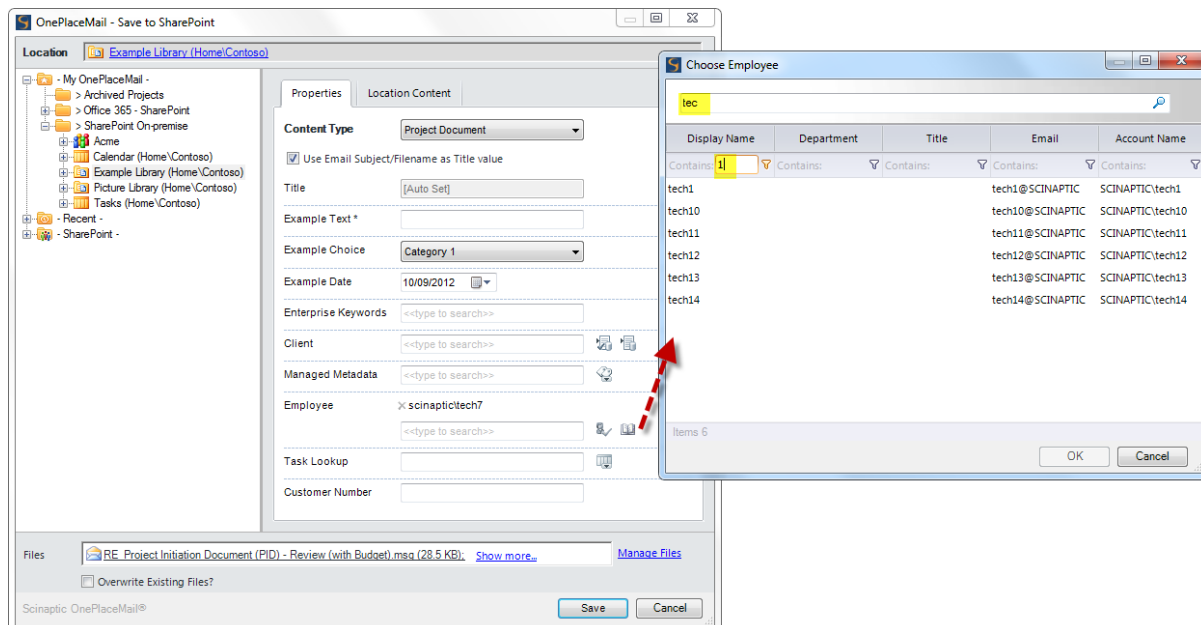 OnePlaceMail - Save to SharePoint
Location Example Library (Home\Contoso)
- My OnePlaceMail -
> Archived Projects
> Office 365 - SharePoint
> SharePoint On-premise
Acme
Calendar (Home\Contoso)
Example Library (Home\Contoso)
Picture Library (Home\Contoso)
Tasks (Home\Contoso)
- Recent -
- SharePoint -
Properties Location Content
Content Type Project Document
Use Email Subject/Filename as Title value
Title [Auto Set]
Example Text *
Example Choice Category 1
Example Date 10/09/2012
Enterprise Keywords <<type to search>>
Client <<type to search>>
Managed Metadata <<type to search>>
Employee scinaptic\tech7
<<type to search>>
Task Lookup
Customer Number
Files RE_Project Initiation Document (PID) - Review (with Budget).msg (28.5 KB); Show more... Manage Files
Overwrite Existing Files?
Scinaptic OnePlaceMail®
Save Cancel
Choose Employee
tec
Display Name Department Title Email Account Name
Contains: 1 Contains: Contains: Contains: Contains:
tech1 tech1@SCINAPTIC SCINAPTIC\tech1
tech10 tech10@SCINAPTIC SCINAPTIC\tech10
tech11 tech11@SCINAPTIC SCINAPTIC\tech11
tech12 tech12@SCINAPTIC SCINAPTIC\tech12
tech13 tech13@SCINAPTIC SCINAPTIC\tech13
tech14 tech14@SCINAPTIC SCINAPTIC\tech14
Items 6
OK Cancel